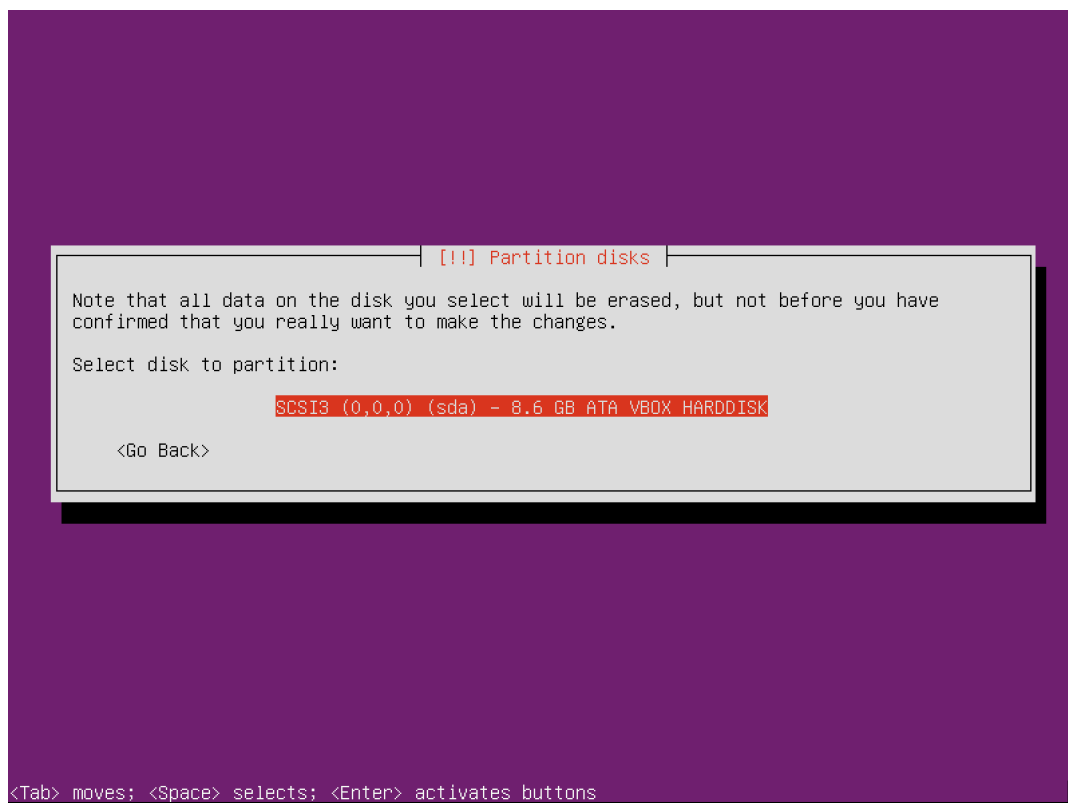 [!!] Partition disks
Note that all data on the disk you select will be erased, but not before you have
confirmed that you really want to make the changes.
Select disk to partition:
SCSI3 (0,0,0) (sda) - 8.6 GB ATA VBOX HARDDISK
<Go Back>
<Tab> moves; <Space> selects; <Enter> activates buttons